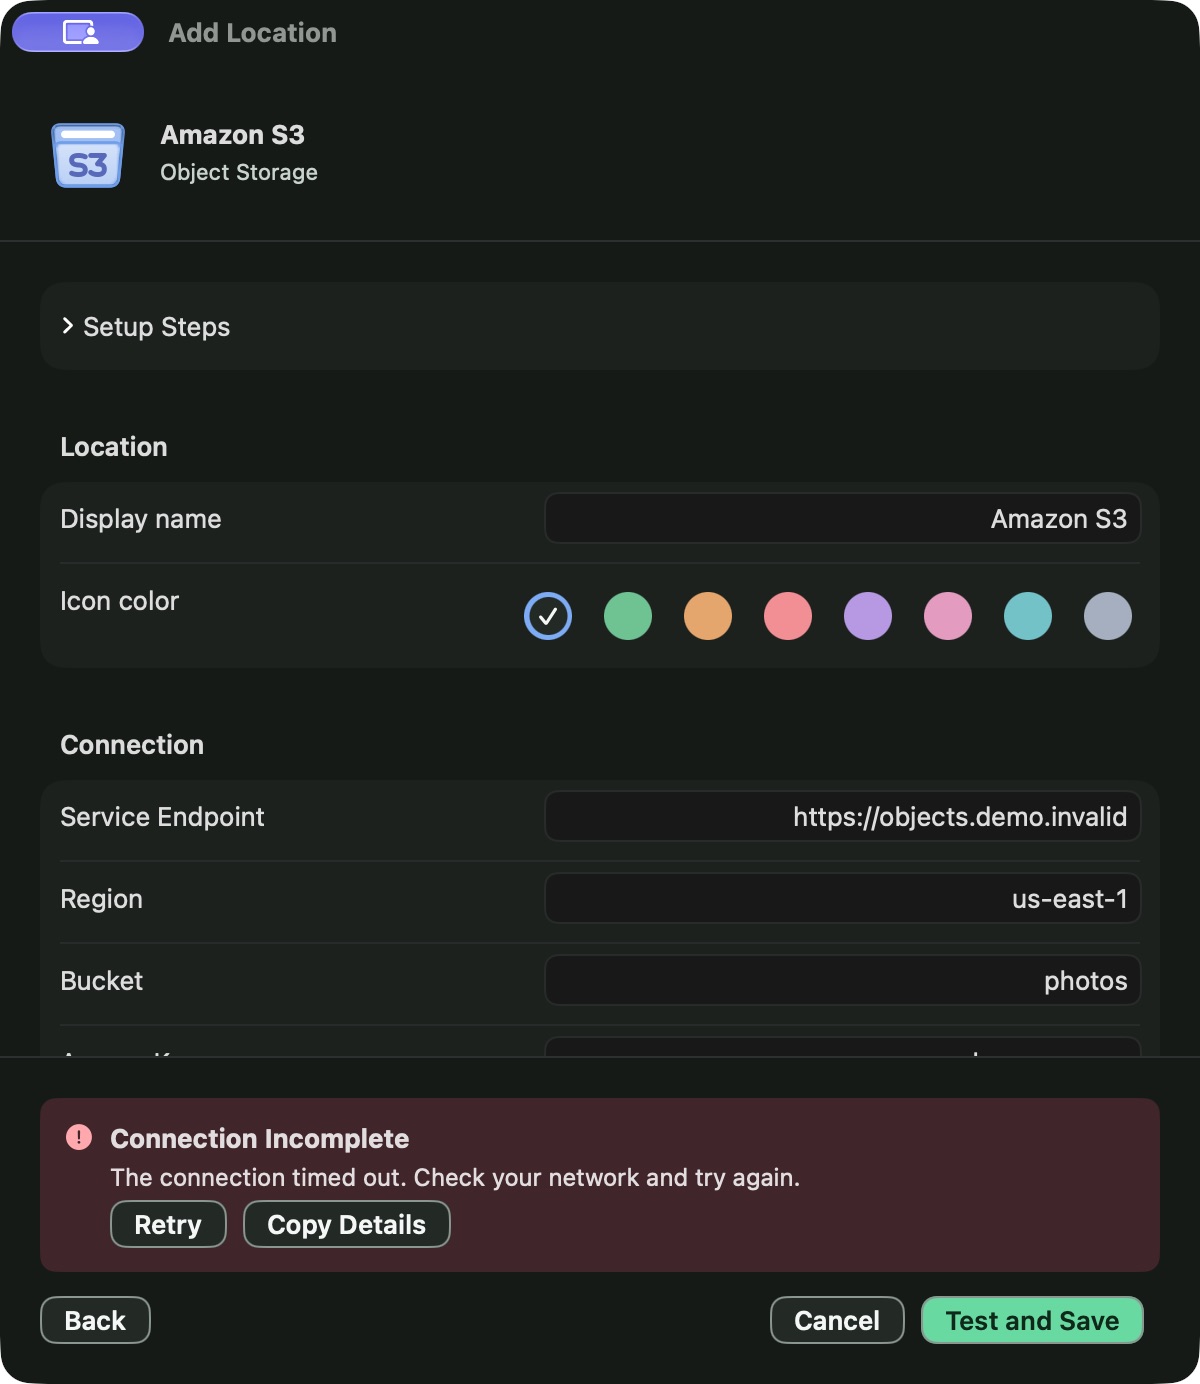 Add Location
S3
Amazon S3
Object Storage
Setup Steps
Location
Display name
Amazon S3
Icon color
Connection
Service Endpoint
https://objects.demo.invalid
Region
us-east-1
Bucket
photos
Connection Incomplete
The connection timed out. Check your network and try again.
Retry
Copy Details
Back
Cancel
Test and Save